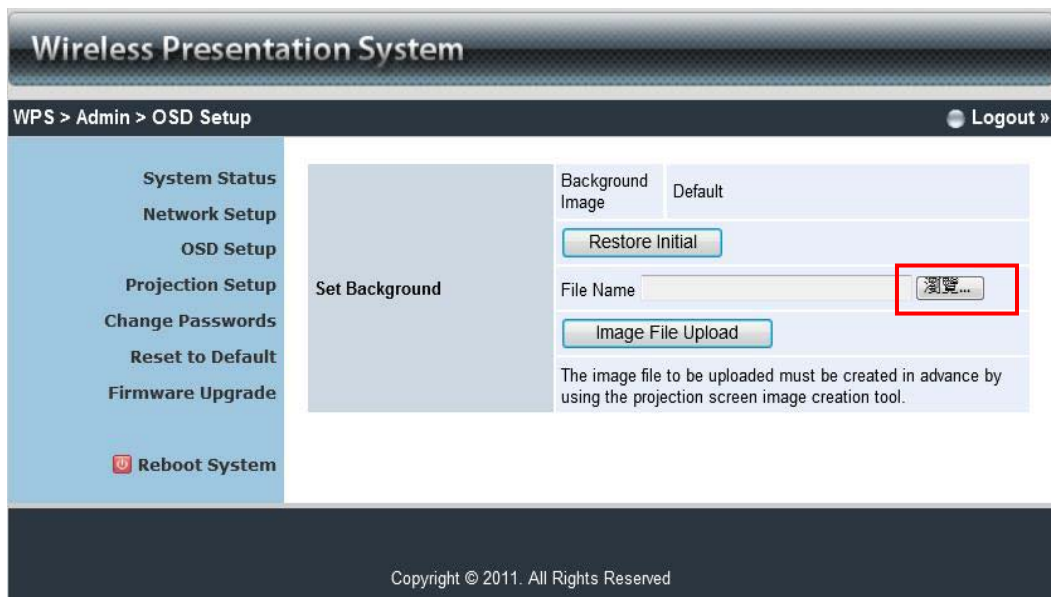 Wireless Presentation System
WPS > Admin > OSD Setup
Logout »
System Status
Network Setup
OSD Setup
Projection Setup
Change Passwords
Reset to Default
Firmware Upgrade
Reboot System
Set Background
Background
Image
Default
Restore Initial
File Name
瀏覽...
Image File Upload
The image file to be uploaded must be created in advance by
using the projection screen image creation tool.
Copyright © 2011. All Rights Reserved